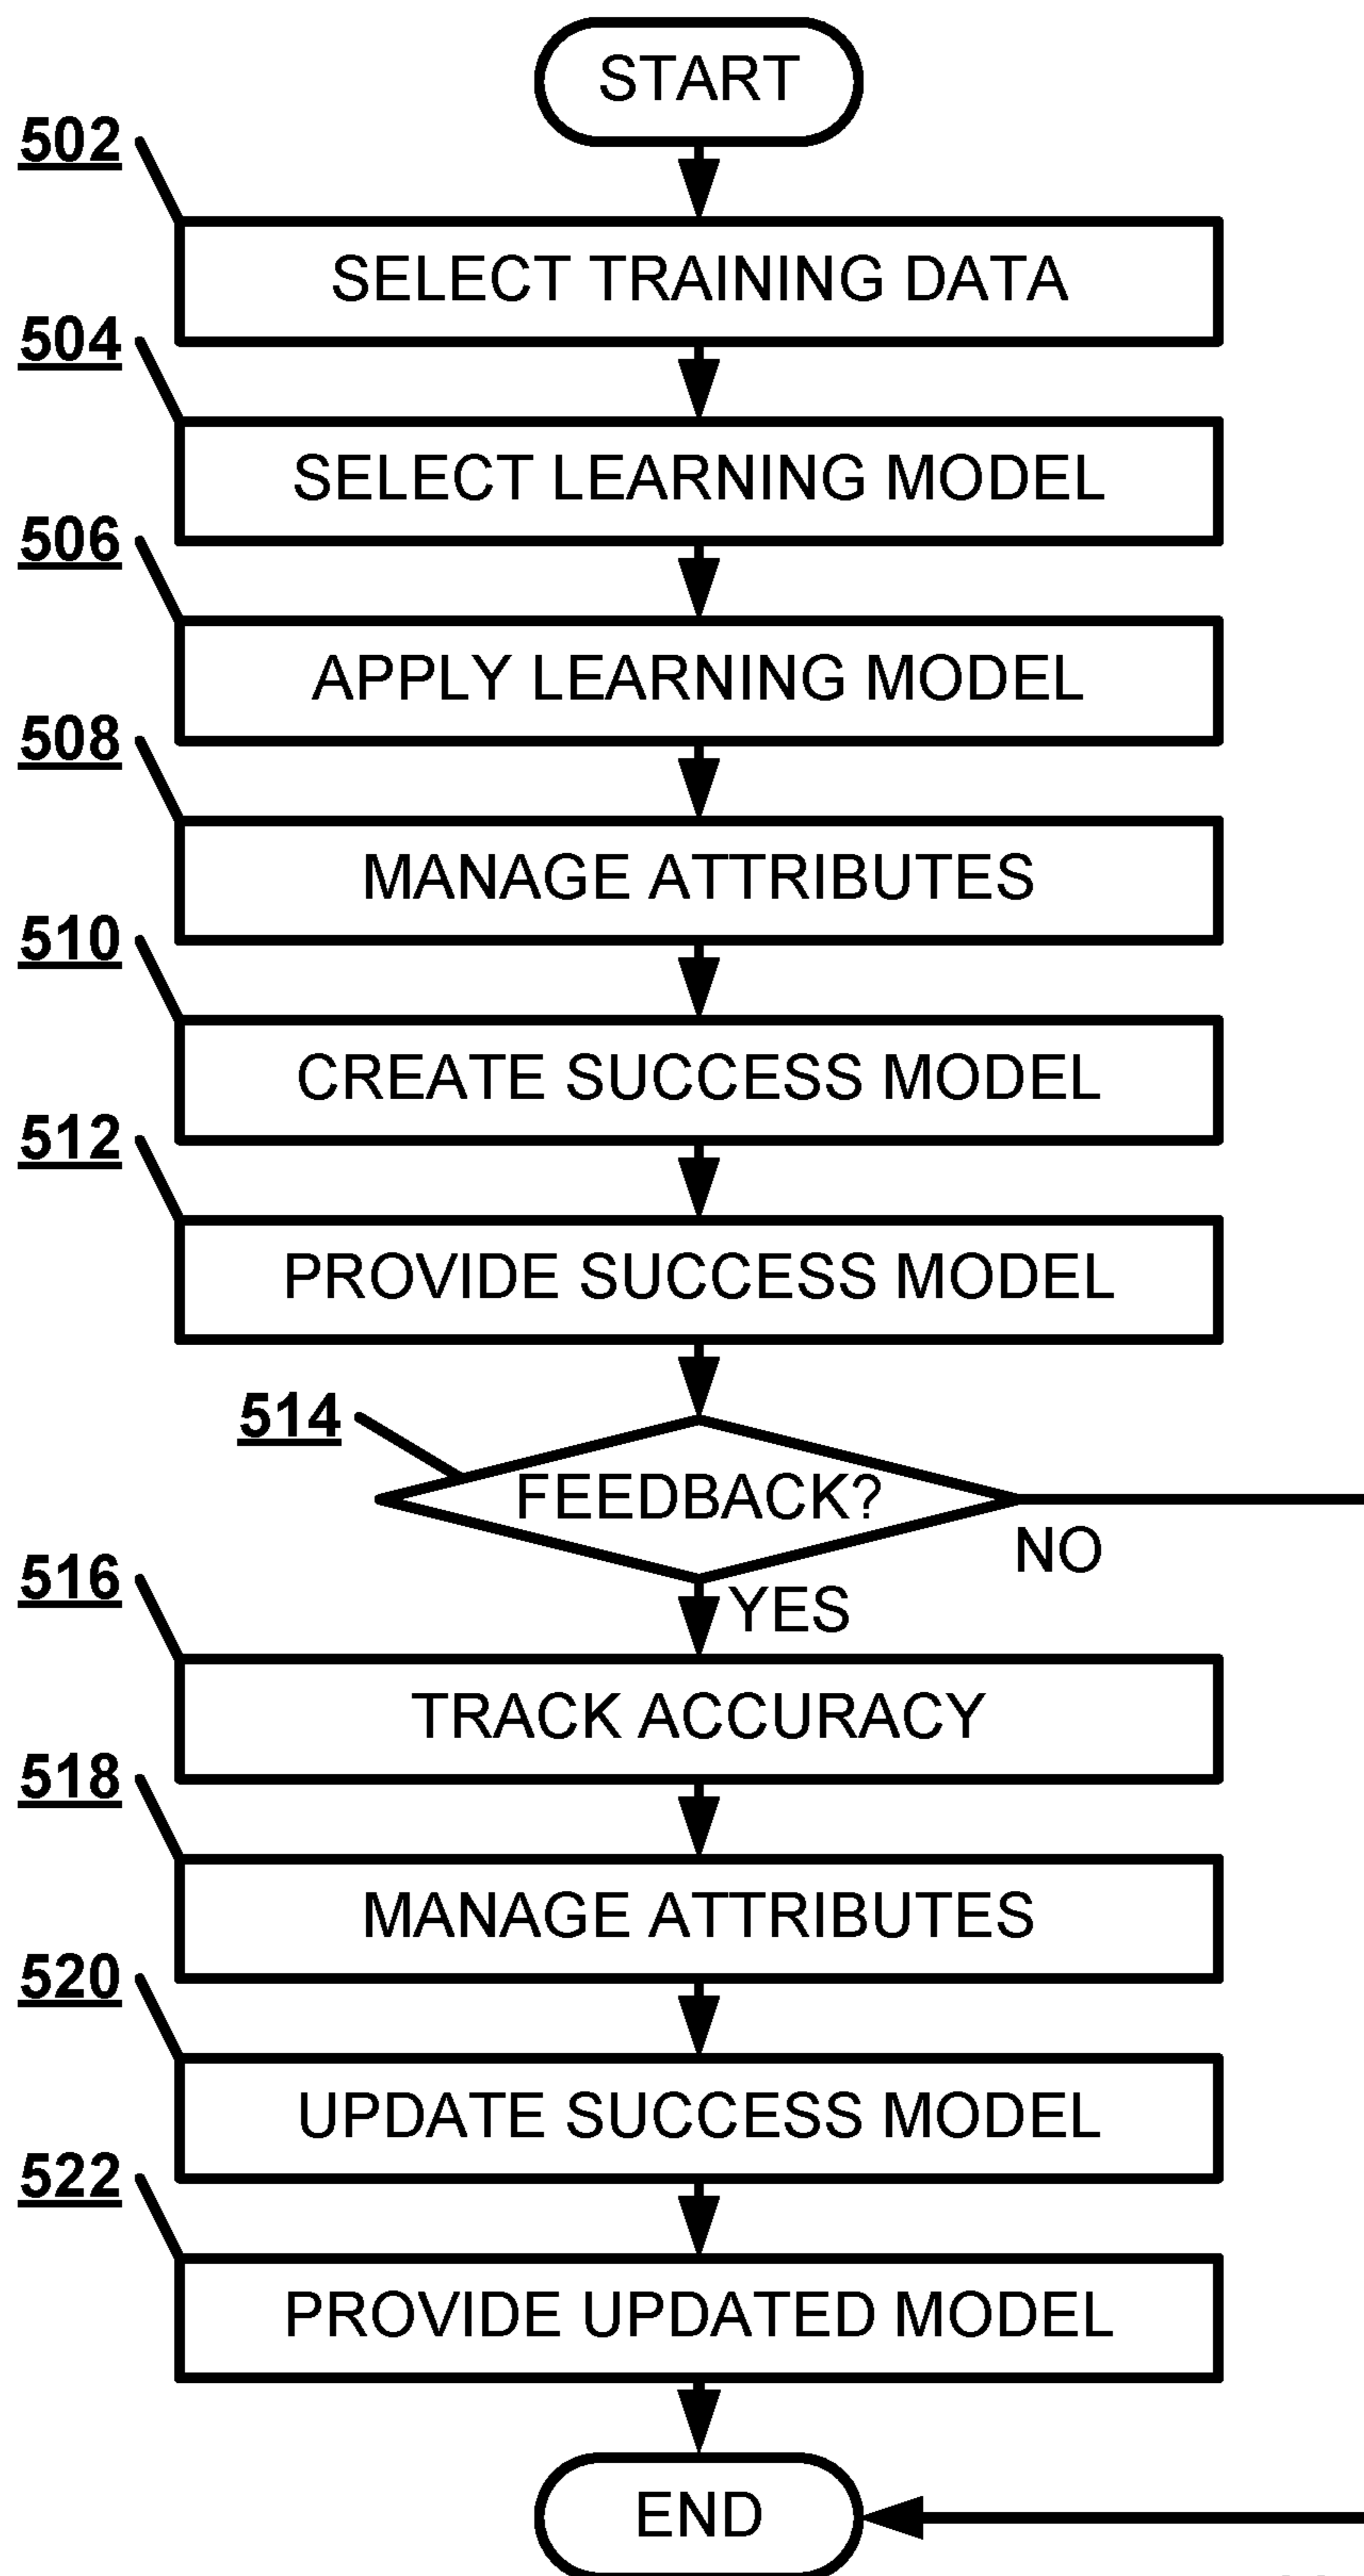 START
502
SELECT TRAINING DATA
504
SELECT LEARNING MODEL
506
APPLY LEARNING MODEL
508
MANAGE ATTRIBUTES
510
CREATE SUCCESS MODEL
512
PROVIDE SUCCESS MODEL
514
FEEDBACK?
NO
YES
516
TRACK ACCURACY
518
MANAGE ATTRIBUTES
520
UPDATE SUCCESS MODEL
522
PROVIDE UPDATED MODEL
END